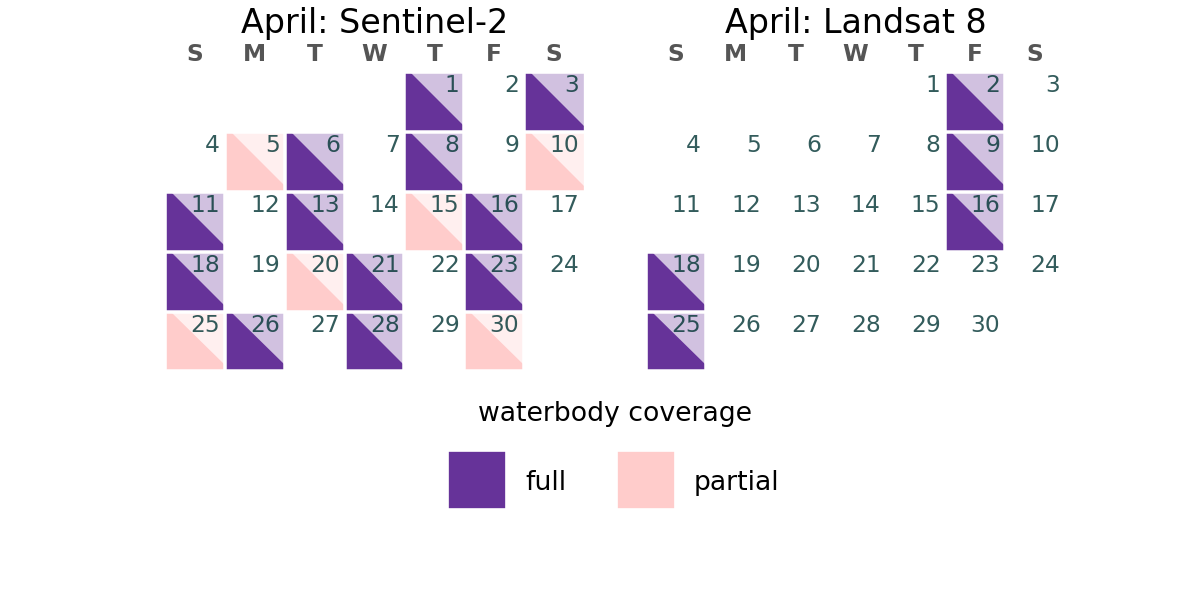 April: Sentinel-2
S M T W T F S
1 2 3
4 5 6 7 8 9 10
11 12 13 14 15 16 17
18 19 20 21 22 23 24
25 26 27 28 29 30
April: Landsat 8
S M T W T F S
1 2 3
4 5 6 7 8 9 10
11 12 13 14 15 16 17
18 19 20 21 22 23 24
25 26 27 28 29 30
waterbody coverage
full partial